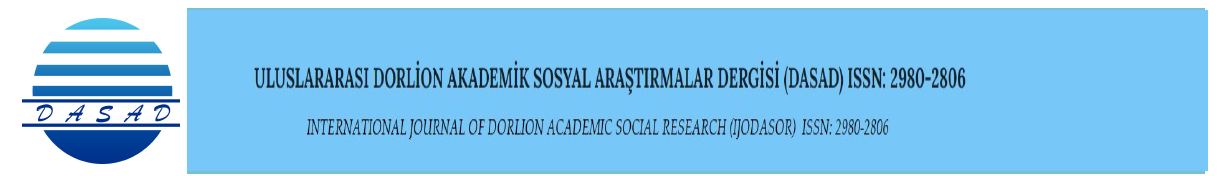 DASAD
ULUSLARARASI DORLİON AKADEMİK SOSYAL ARAŞTIRMALAR DERGİSİ (DASAD) ISSN: 2980-2806
INTERNATIONAL JOURNAL OF DORLION ACADEMIC SOCIAL RESEARCH (IJODASOR) ISSN: 2980-2806